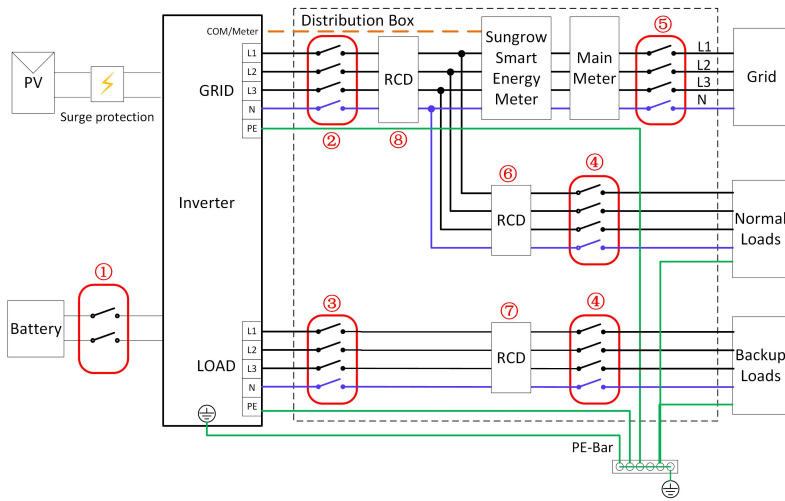 Distribution Box
⑤
COM/Meter
Sungrow
Smart
Energy
Meter
Main
Meter
L1
L1
PV
L2
GRID
RCD
L2
Grid
L3
L3
N
N
Surge protection
PE
②
⑧
④
⑥
Inverter
RCD
Normal
Loads
①
③
⑦
④
Battery
L1
L2
LOAD
L3
RCD
Backup
Loads
N
PE
PE-Bar